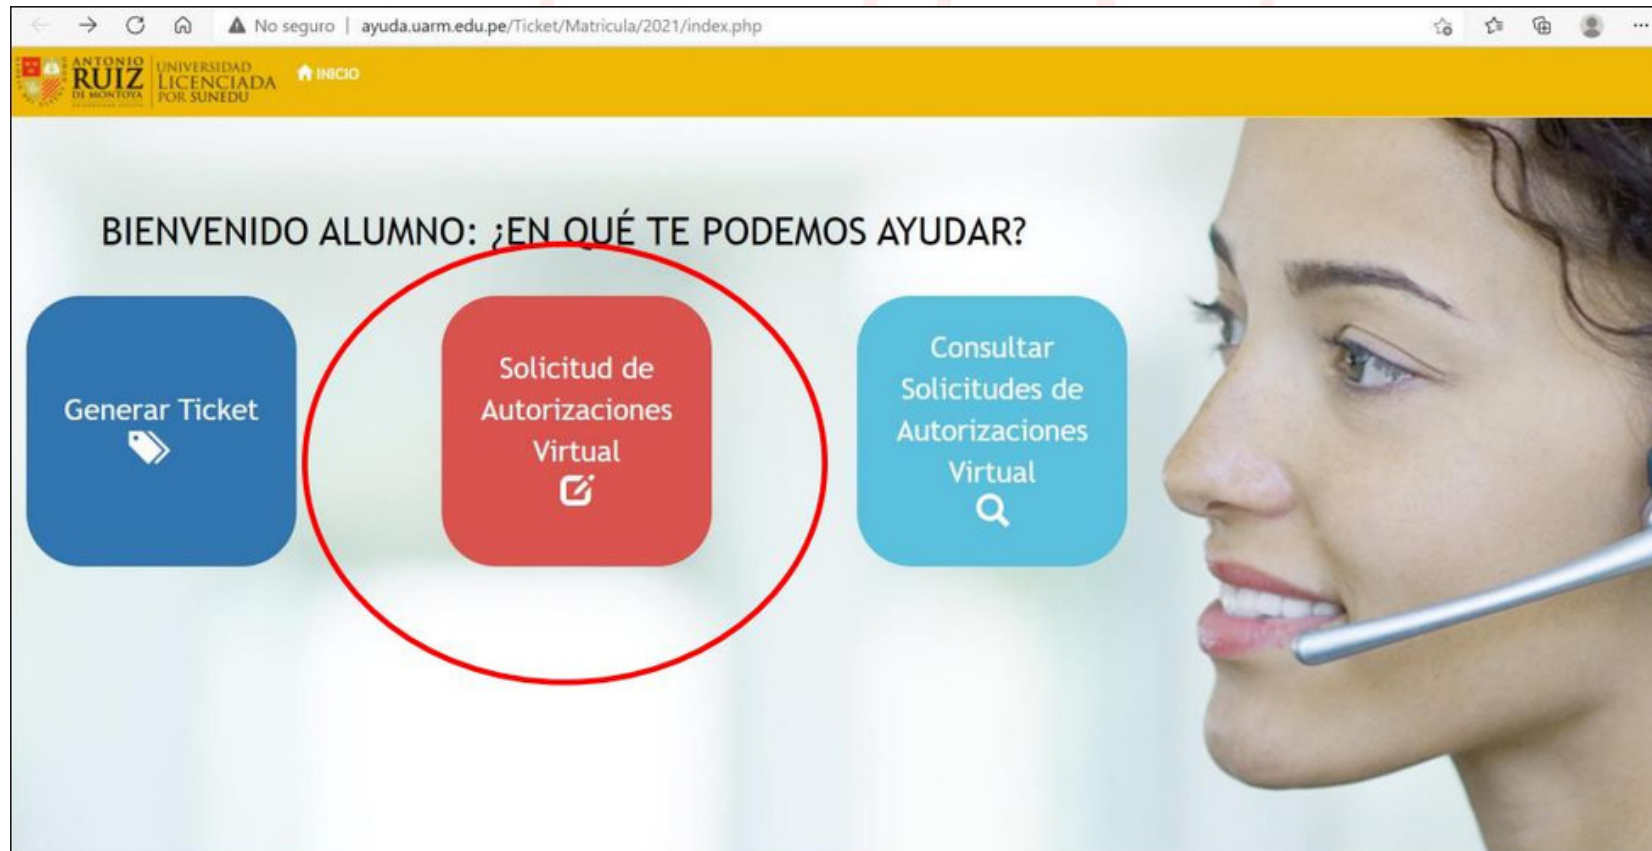 No seguro | ayuda.uarm.edu.pe/Ticket/Matricula/2021/index.php
ANTONIO
RUIZ
DE MONTOYA
UNIVERSIDAD
LICENCIADA
POR SUNEDU
INICIO
BIENVENIDO ALUMNO: ¿EN QUÉ TE PODEMOS AYUDAR?
Generar Ticket
Solicitud de
Autorizaciones
Virtual
Consultar
Solicitudes de
Autorizaciones
Virtual